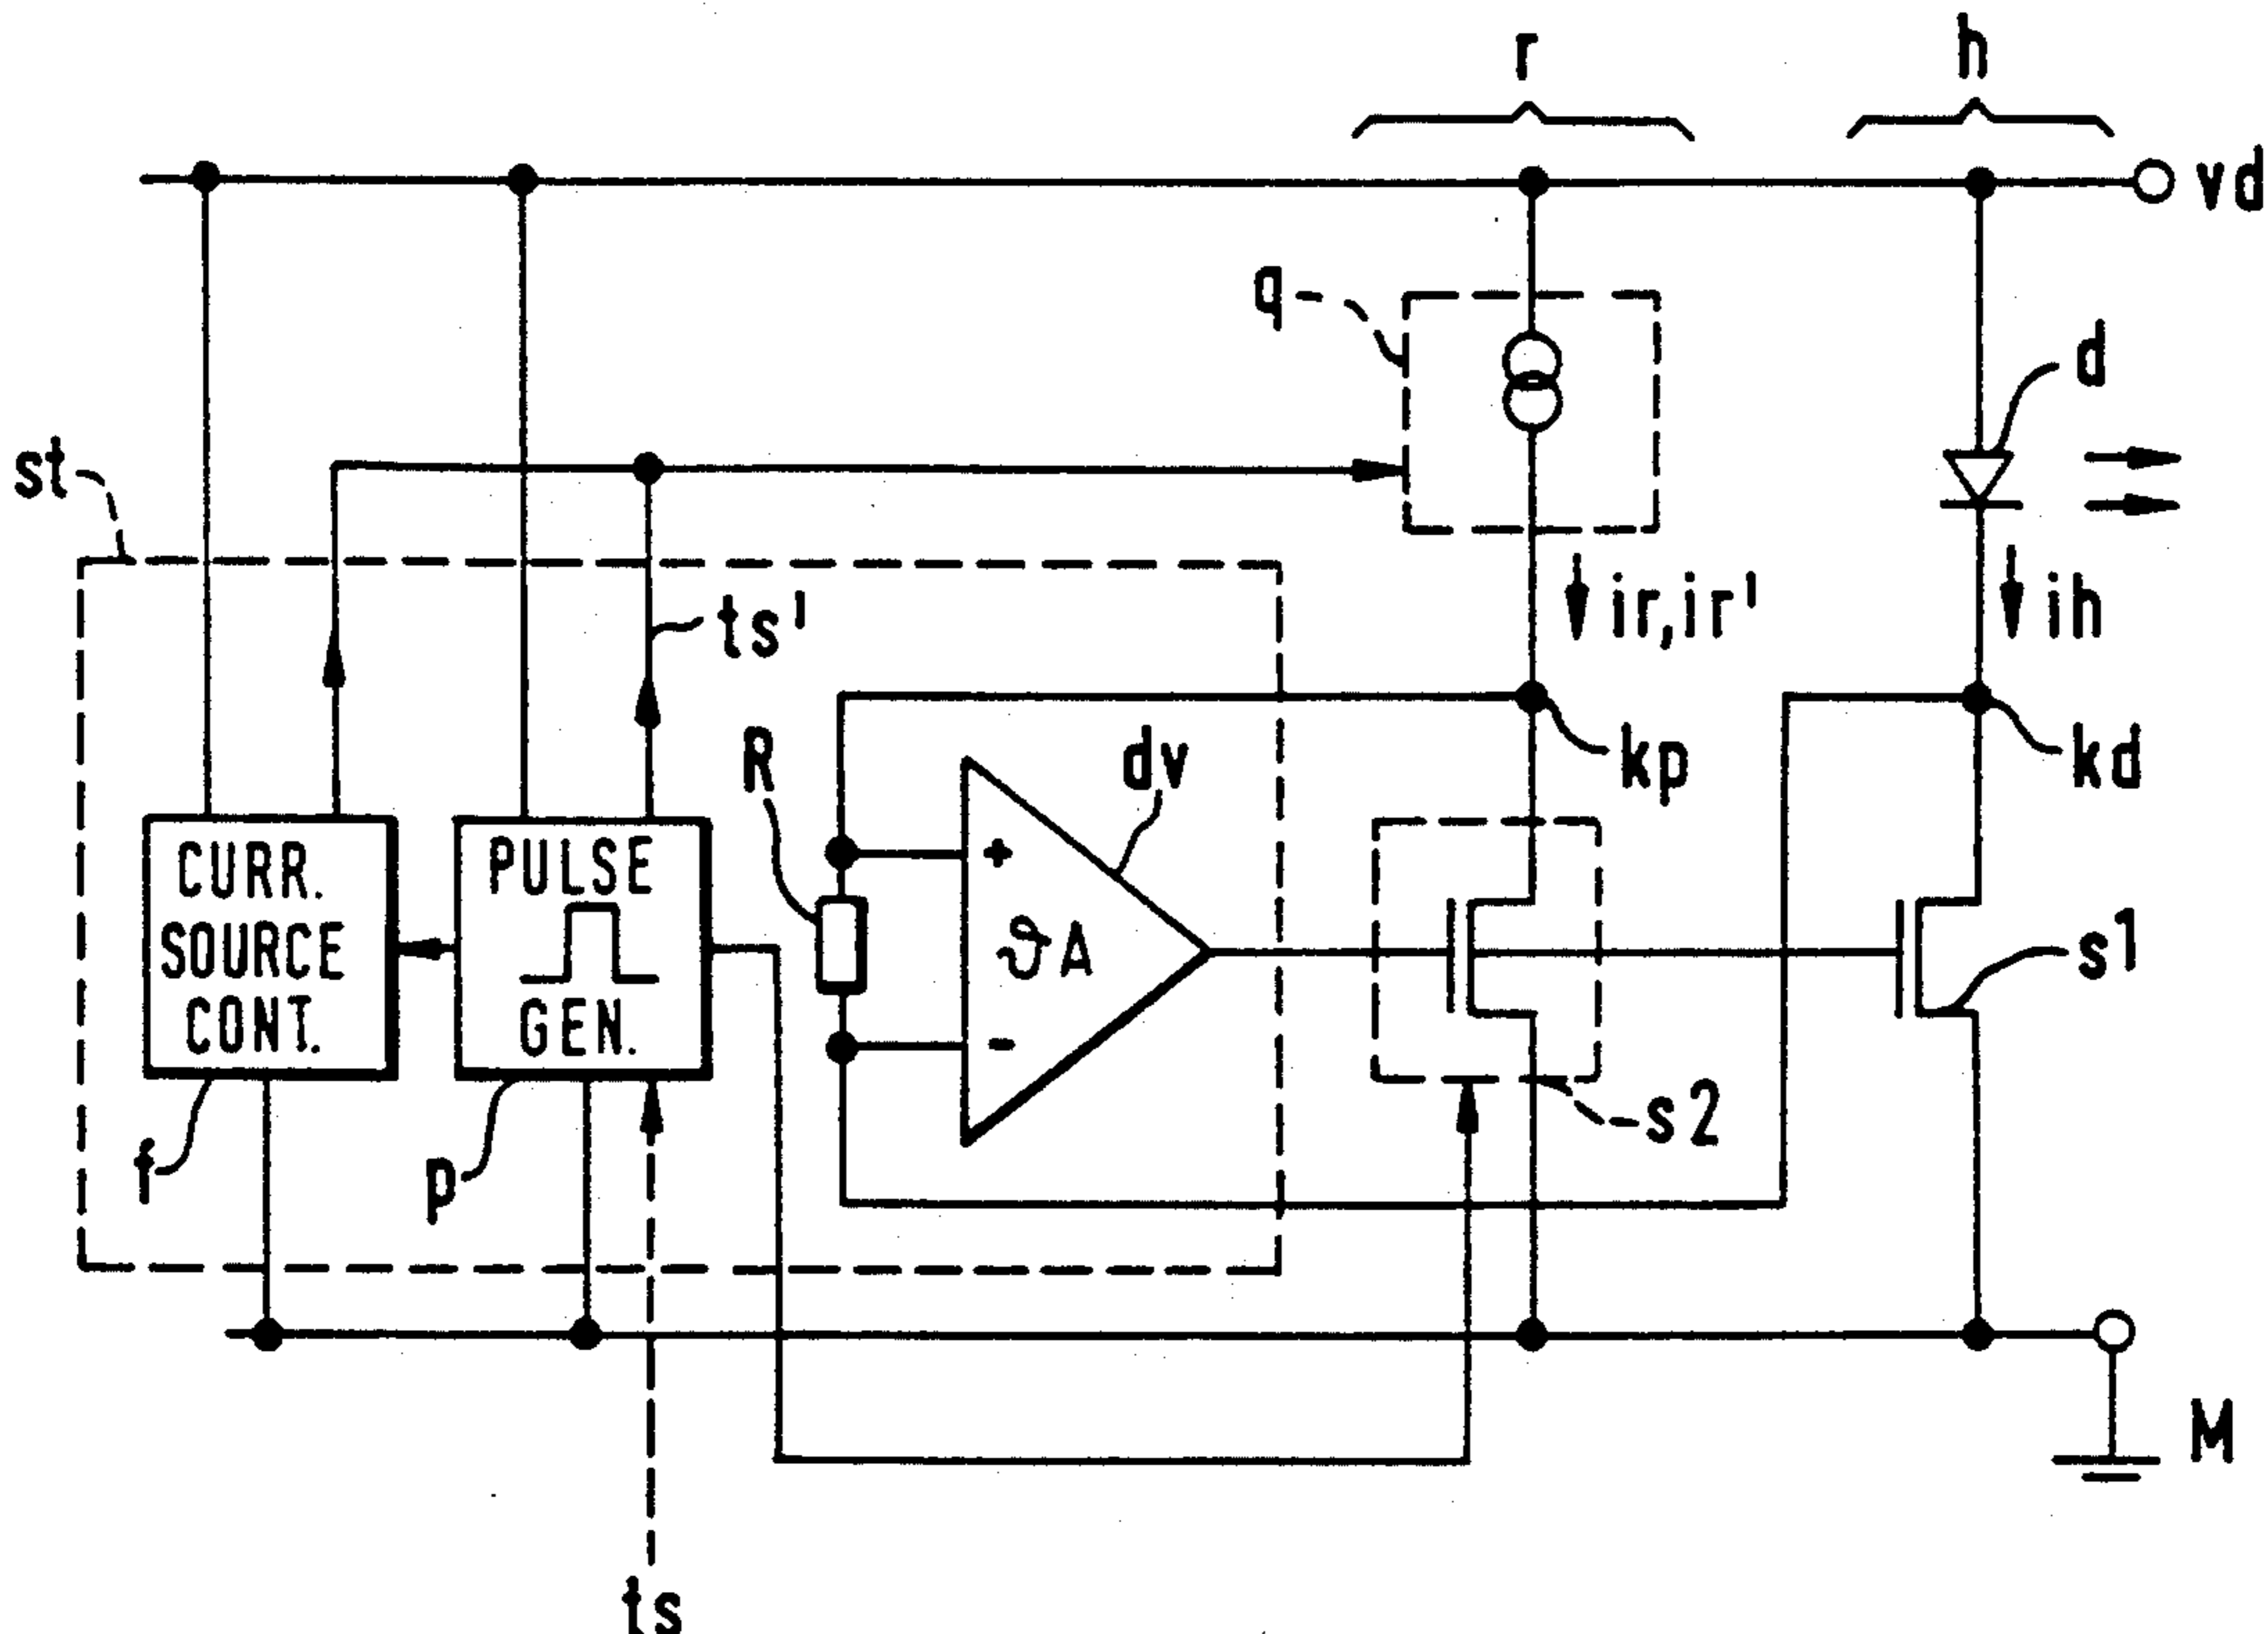 r
h
vd
q
d
st
ts'
ir,ir'
ih
R
dv
kp
kd
CURR.
SOURCE
CONT.
PULSE
GEN.
+
ϑA
-
s1
s2
f
p
M
ts